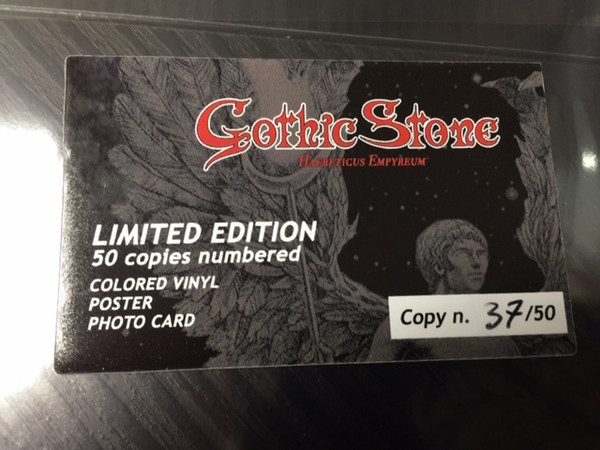 Gothic Stone
Haereticus Empyreum
LIMITED EDITION
50 copies numbered
COLORED VINYL
POSTER
PHOTO CARD
Copy n. 37/50